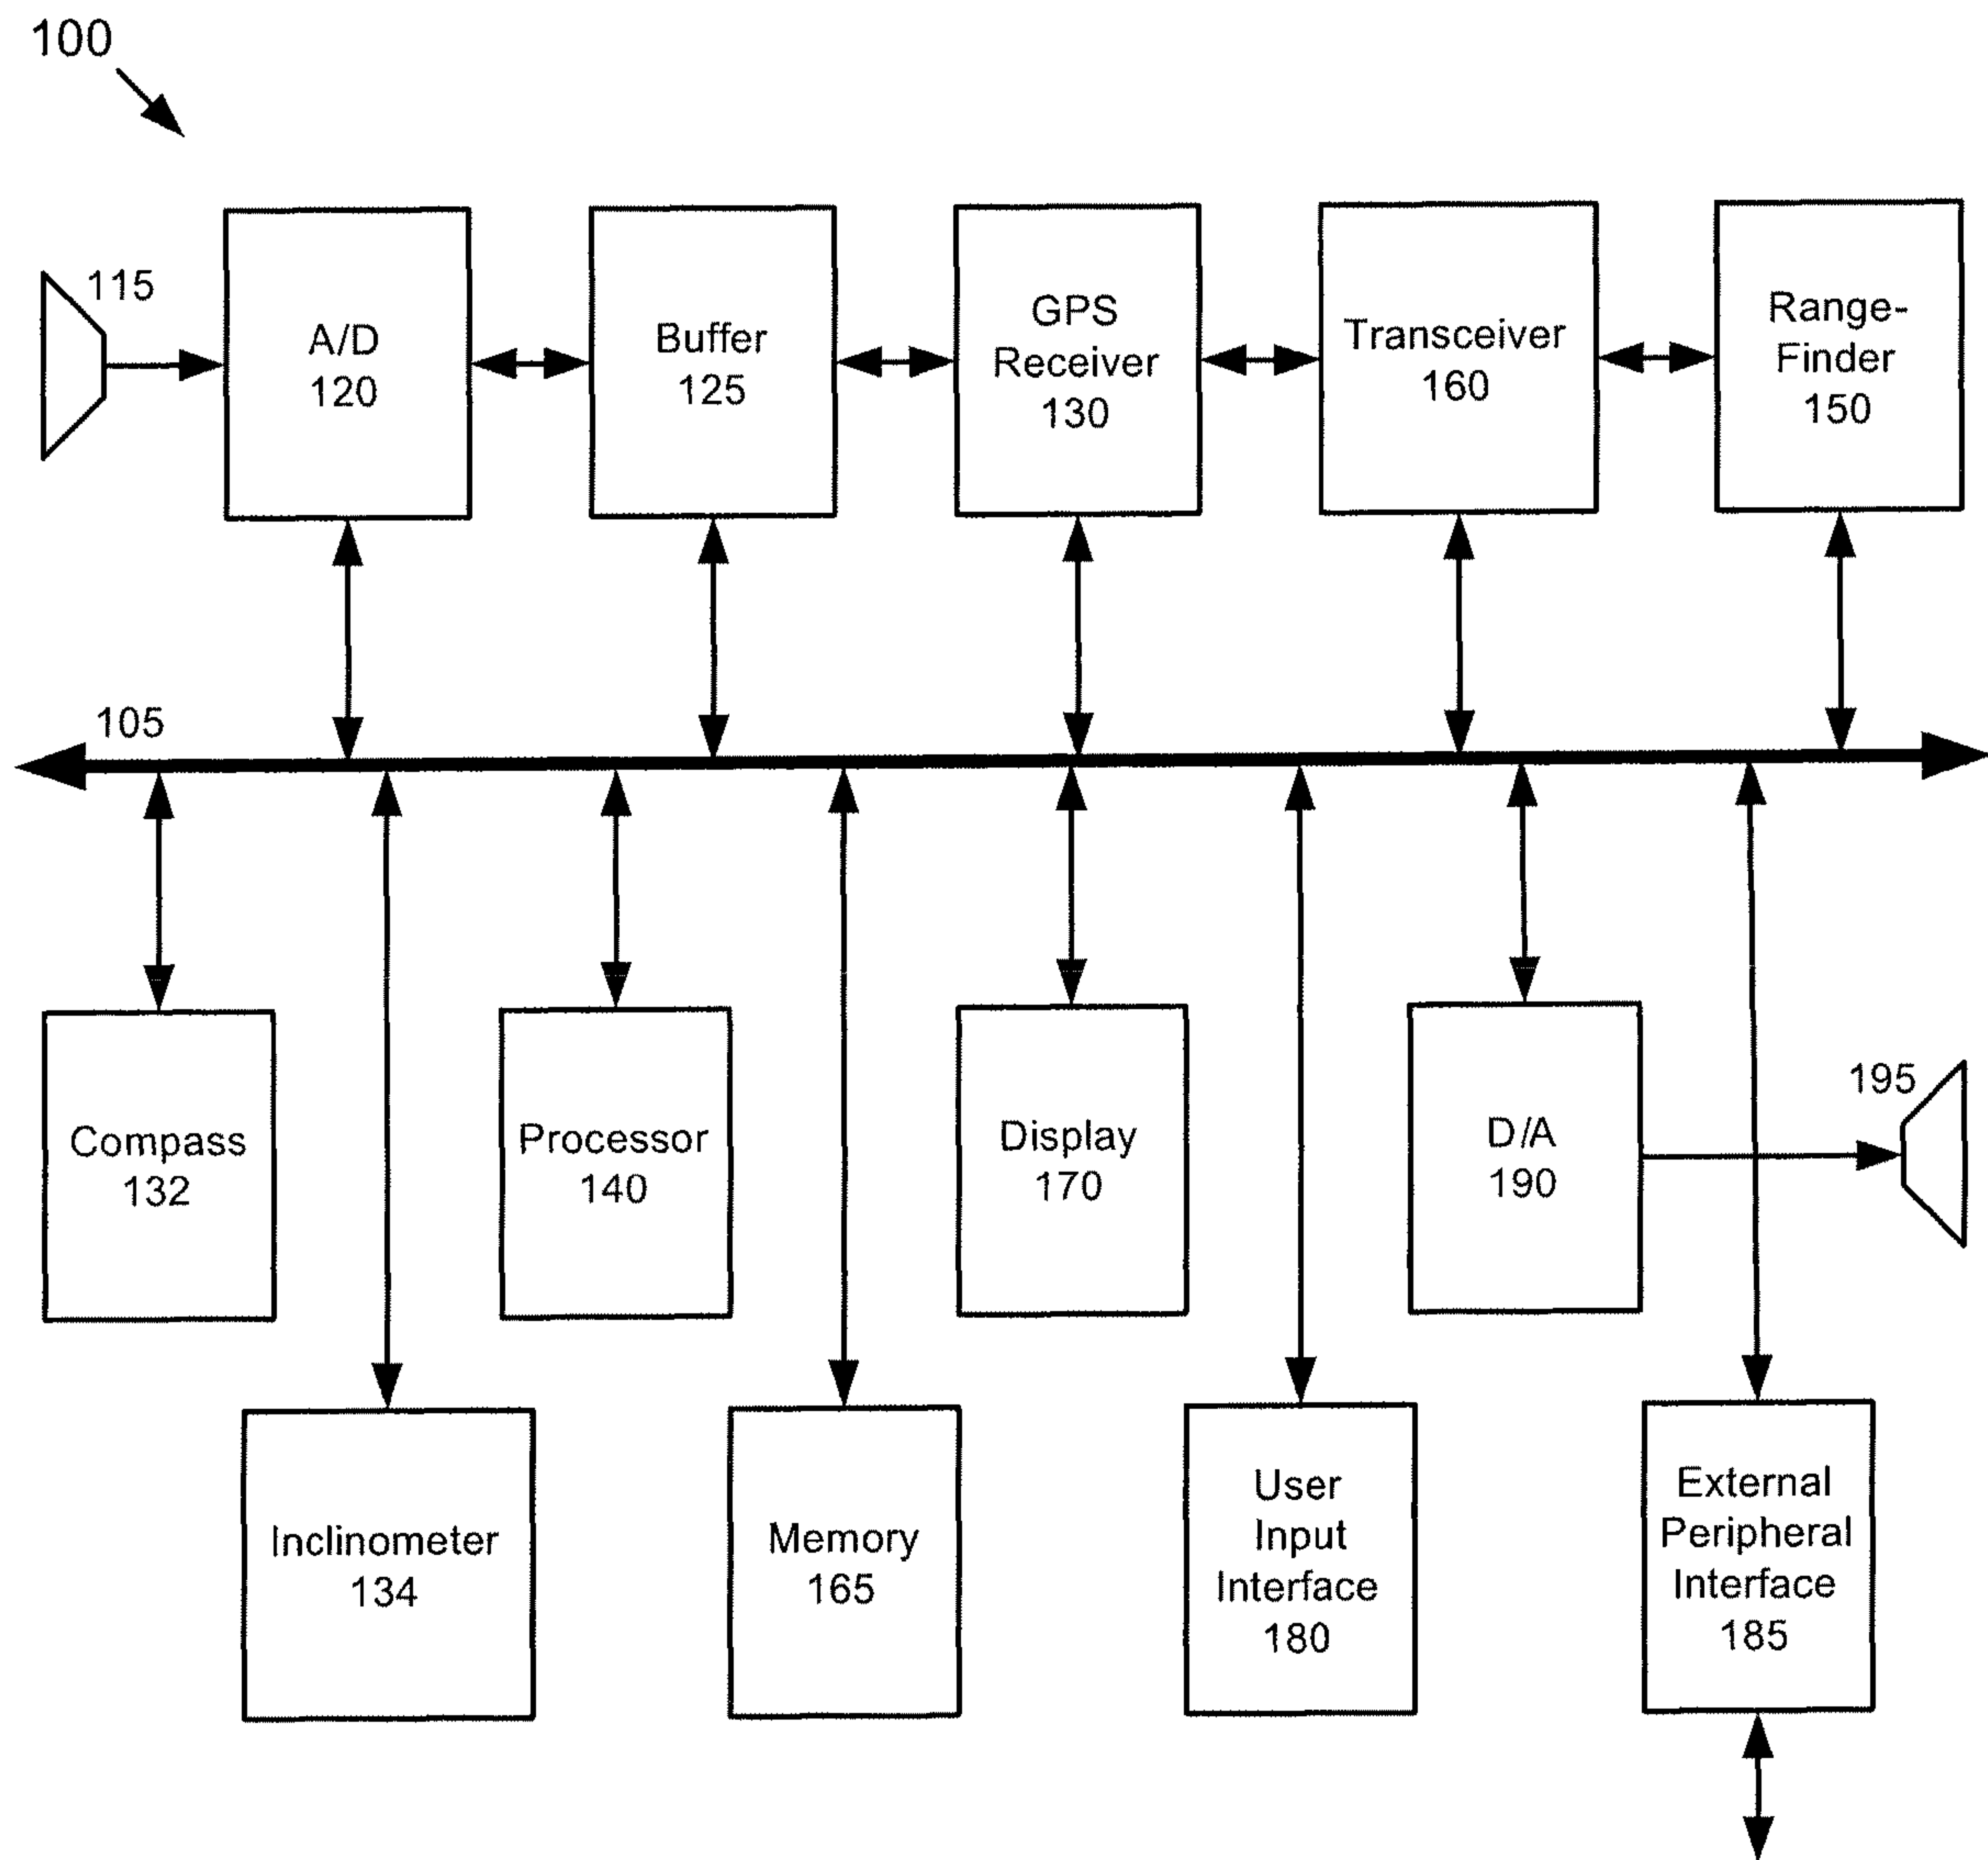 100
115
A/D
120
Buffer
125
GPS
Receiver
130
Transceiver
160
Range-
Finder
150
105
Compass
132
Processor
140
Display
170
D/A
190
195
Inclinometer
134
Memory
165
User
Input
Interface
180
External
Peripheral
Interface
185